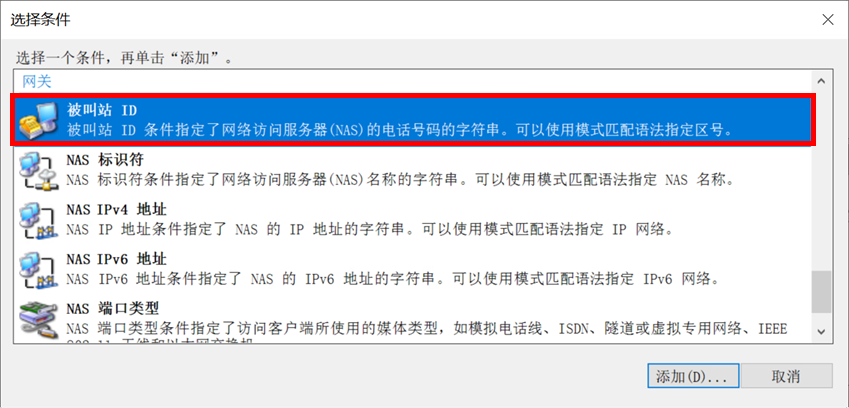 选择条件
选择一个条件，再单击“添加”。
网关
被叫站 ID
被叫站 ID 条件指定了网络访问服务器(NAS)的电话号码的字符串。可以使用模式匹配语法指定区号。
NAS 标识符
NAS 标识符条件指定了网络访问服务器(NAS)名称的字符串。可以使用模式匹配语法指定 NAS 名称。
NAS IPv4 地址
NAS IP 地址条件指定了 NAS 的 IP 地址的字符串。可以使用模式匹配语法指定 IP 网络。
NAS IPv6 地址
NAS IPv6 地址条件指定了 NAS 的 IPv6 地址的字符串。可以使用模式匹配语法指定 IPv6 网络。
NAS 端口类型
NAS 端口类型条件指定了访问客户端所使用的媒体类型，如模拟电话线、ISDN、隧道或虚拟专用网络、IEEE
802.11 无线和以太网交换机。
添加(D)... 取消